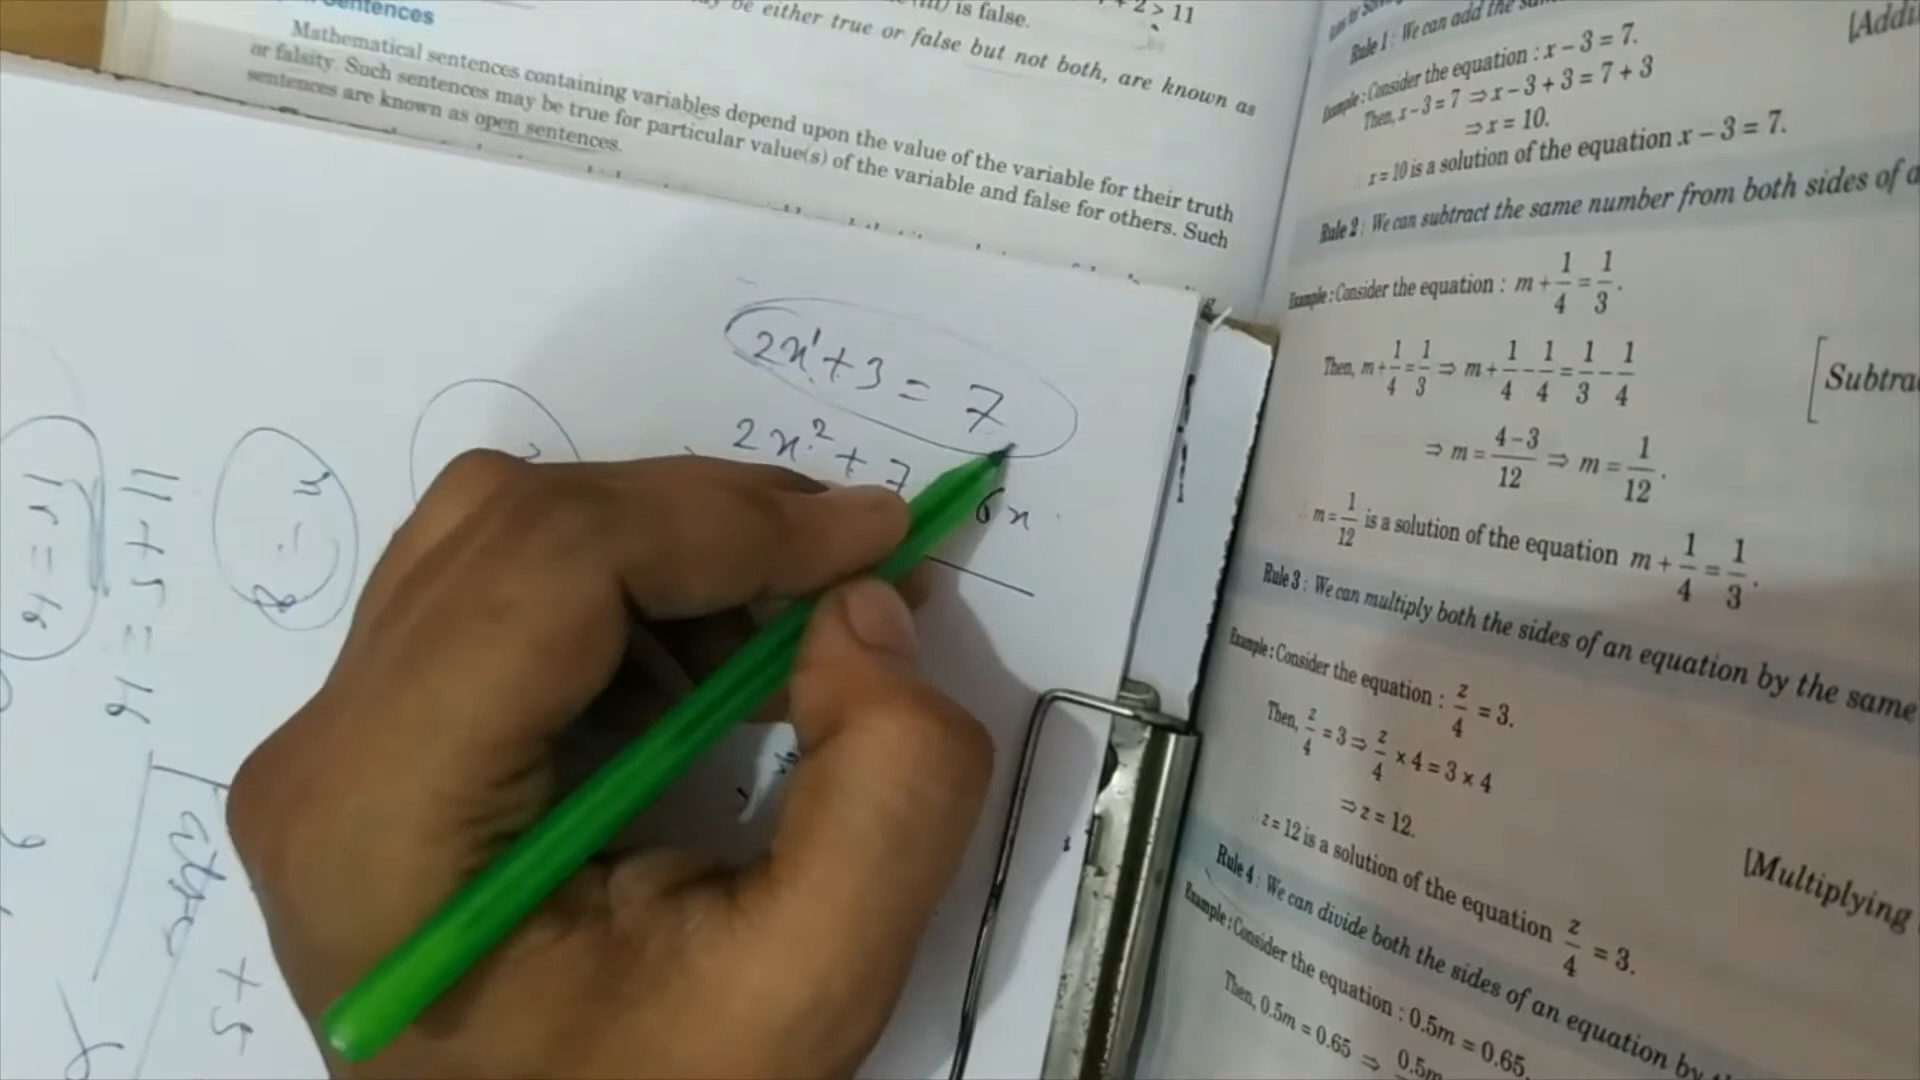 Sentences
+ 2 > 11
(iii) is false.
be either true or false but not both, are known as
Mathematical sentences containing variables depend upon the value of the variable for their truth
or falsity. Such sentences may be true for particular value(s) of the variable and false for others. Such
sentences are known as open sentences.
2x¹ + 3 = 7
2x² + 7
6x
x = 8
11 + 5 = 16
16
+ 5
Rule 1 : We can add the
[Addi
Example : Consider the equation : x – 3 = 7.
Then, x – 3 = 7 ⇒ x – 3 + 3 = 7 + 3
⇒ x = 10.
x = 10 is a solution of the equation x – 3 = 7.
Rule 2 : We can subtract the same number from both sides of a
Example : Consider the equation : m + 1/4 = 1/3.
Then, m + 1/4 = 1/3 ⇒ m + 1/4 – 1/4 = 1/3 – 1/4
[Subtra
⇒ m = 4–3/12 ⇒ m = 1/12.
∴ m = 1/12 is a solution of the equation m + 1/4 = 1/3.
Rule 3 : We can multiply both the sides of an equation by the same
Example : Consider the equation : z/4 = 3.
Then, z/4 = 3 ⇒ z/4 × 4 = 3 × 4
⇒ z = 12.
[Multiplying
∴ z = 12 is a solution of the equation z/4 = 3.
Rule 4 : We can divide both the sides of an equation by
Example : Consider the equation : 0.5m = 0.65.
Then, 0.5m = 0.65 ⇒ 0.5m